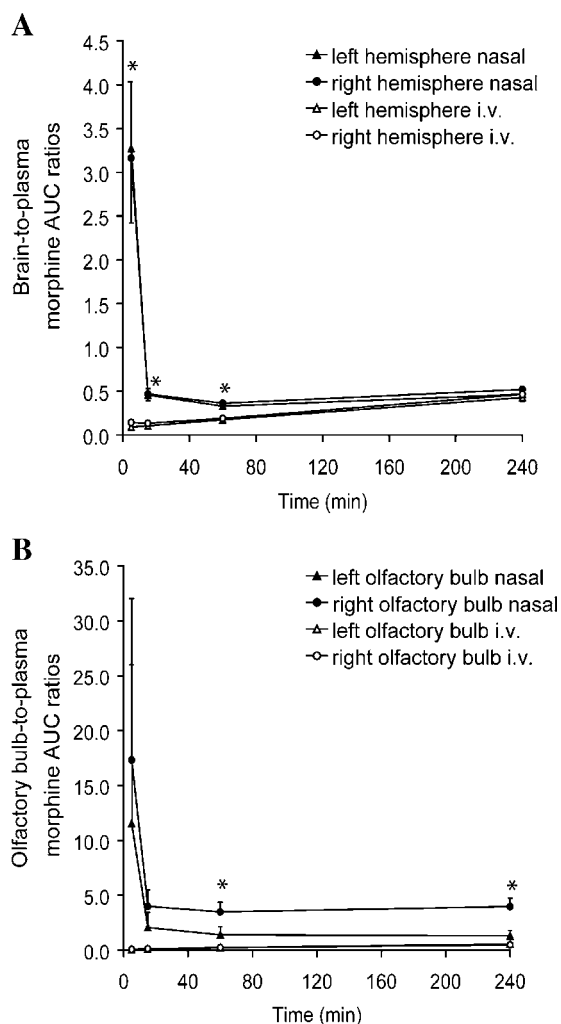 A
4.5
4.0
3.5
3.0
2.5
2.0
1.5
1.0
0.5
0.0
Brain-to-plasma
morphine AUC ratios
left hemisphere nasal
right hemisphere nasal
left hemisphere i.v.
right hemisphere i.v.
*
*
*
0 40 80 120 160 200 240
Time (min)
B
35.0
30.0
25.0
20.0
15.0
10.0
5.0
0.0
Olfactory bulb-to-plasma
morphine AUC ratios
left olfactory bulb nasal
right olfactory bulb nasal
left olfactory bulb i.v.
right olfactory bulb i.v.
*
*
0 40 80 120 160 200 240
Time (min)